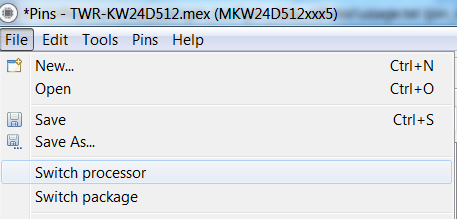 *Pins - TWR-KW24D512.mex (MKW24D512xxx5)
File Edit Tools Pins Help
New... Ctrl+N
Open Ctrl+O
Save Ctrl+S
Save As...
Switch processor
Switch package